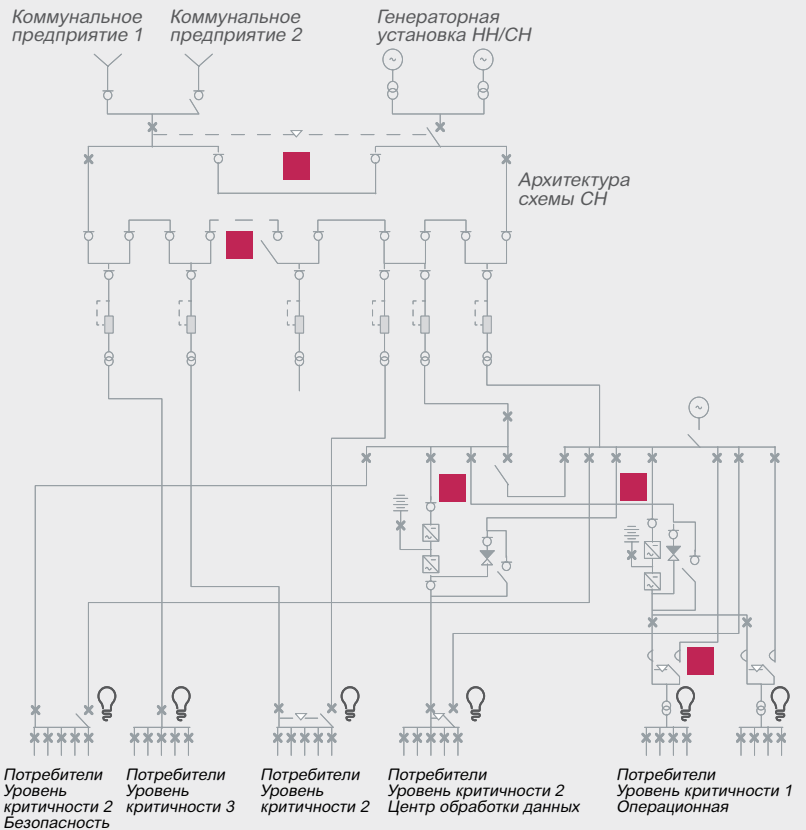 Коммунальное
предприятие 1
Коммунальное
предприятие 2
Генераторная
установка НН/СН
Архитектура
схемы СН
Потребители
Уровень
критичности 2
Безопасность
Потребители
Уровень
критичности 3
Потребители
Уровень
критичности 2
Потребители
Уровень критичности 2
Центр обработки данных
Потребители
Уровень критичности 1
Операционная